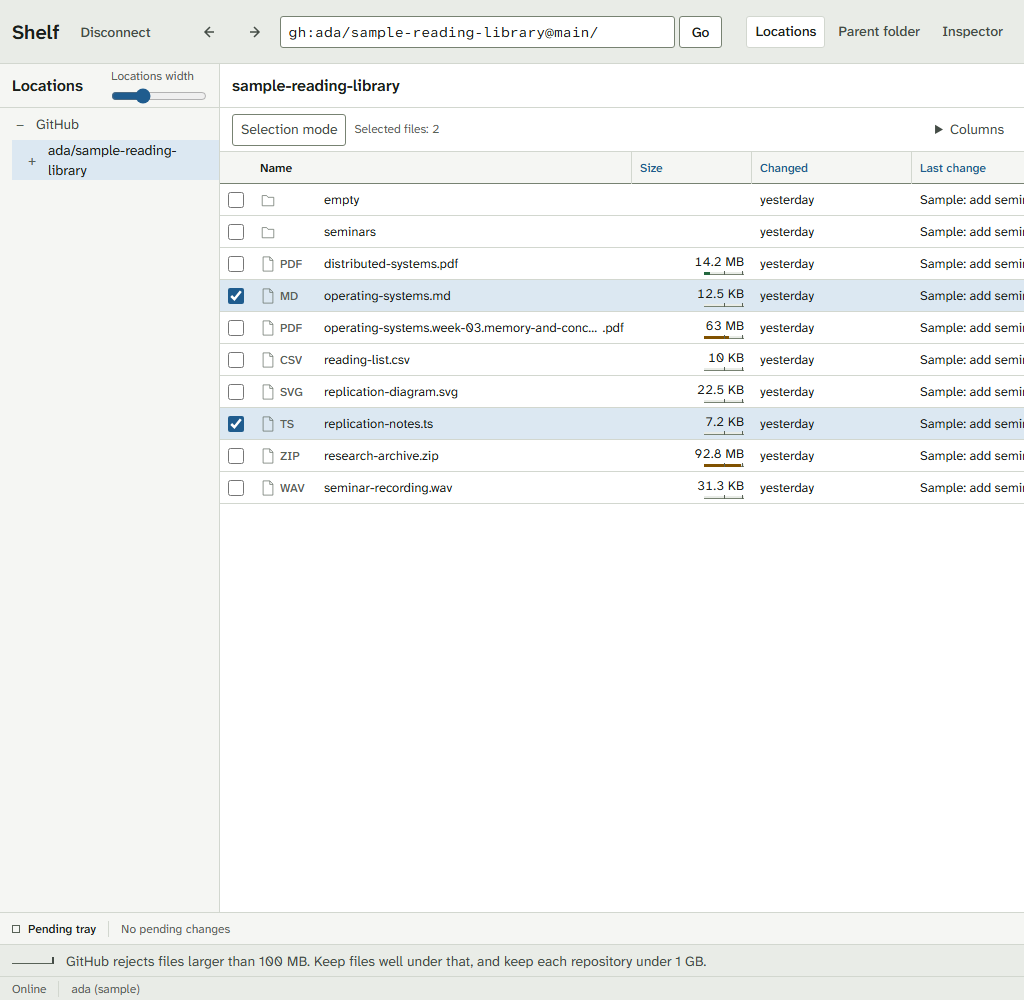 Shelf Disconnect ← → gh:ada/sample-reading-library@main/ Go Locations Parent folder Inspector
Locations Locations width
sample-reading-library
– GitHub
+ ada/sample-reading-
library
Selection mode Selected files: 2 ▶ Columns
Name Size Changed Last change
empty yesterday Sample: add semi
seminars yesterday Sample: add semi
PDF distributed-systems.pdf 14.2 MB yesterday Sample: add semi
MD operating-systems.md 12.5 KB yesterday Sample: add semi
PDF operating-systems.week-03.memory-and-conc... .pdf 63 MB yesterday Sample: add semi
CSV reading-list.csv 10 KB yesterday Sample: add semi
SVG replication-diagram.svg 22.5 KB yesterday Sample: add semi
TS replication-notes.ts 7.2 KB yesterday Sample: add semi
ZIP research-archive.zip 92.8 MB yesterday Sample: add semi
WAV seminar-recording.wav 31.3 KB yesterday Sample: add semi
Pending tray No pending changes
GitHub rejects files larger than 100 MB. Keep files well under that, and keep each repository under 1 GB.
Online ada (sample)